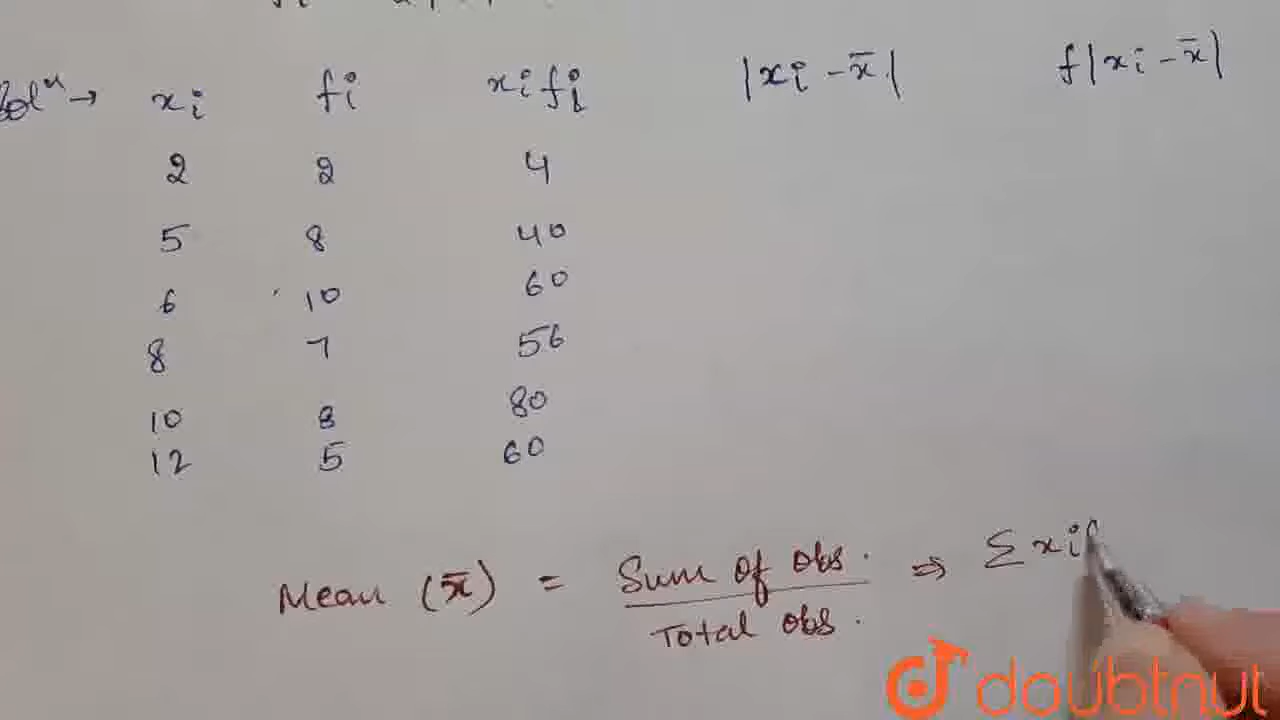 Solⁿ → xi fi xifi |xi - x̄| f|xi - x̄|
2 2 4
5 8 40
6 10 60
8 7 56
10 8 80
12 5 60
Mean (x̄) = Sum of obs. ⇒ Σxi
Total obs.
doubtnut